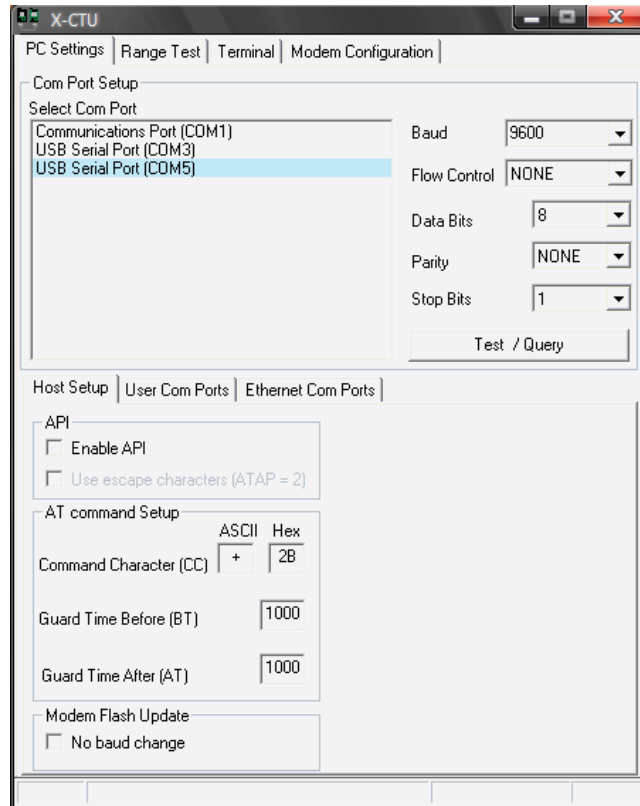 X-CTU
PC Settings Range Test Terminal Modem Configuration
Com Port Setup
Select Com Port
Communications Port (COM1)
USB Serial Port (COM3)
USB Serial Port (COM5)
Baud 9600
Flow Control NONE
Data Bits 8
Parity NONE
Stop Bits 1
Test / Query
Host Setup User Com Ports Ethernet Com Ports
API
Enable API
Use escape characters (ATAP = 2)
AT command Setup
ASCII Hex
Command Character (CC) + 2B
Guard Time Before (BT) 1000
Guard Time After (AT) 1000
Modem Flash Update
No baud change